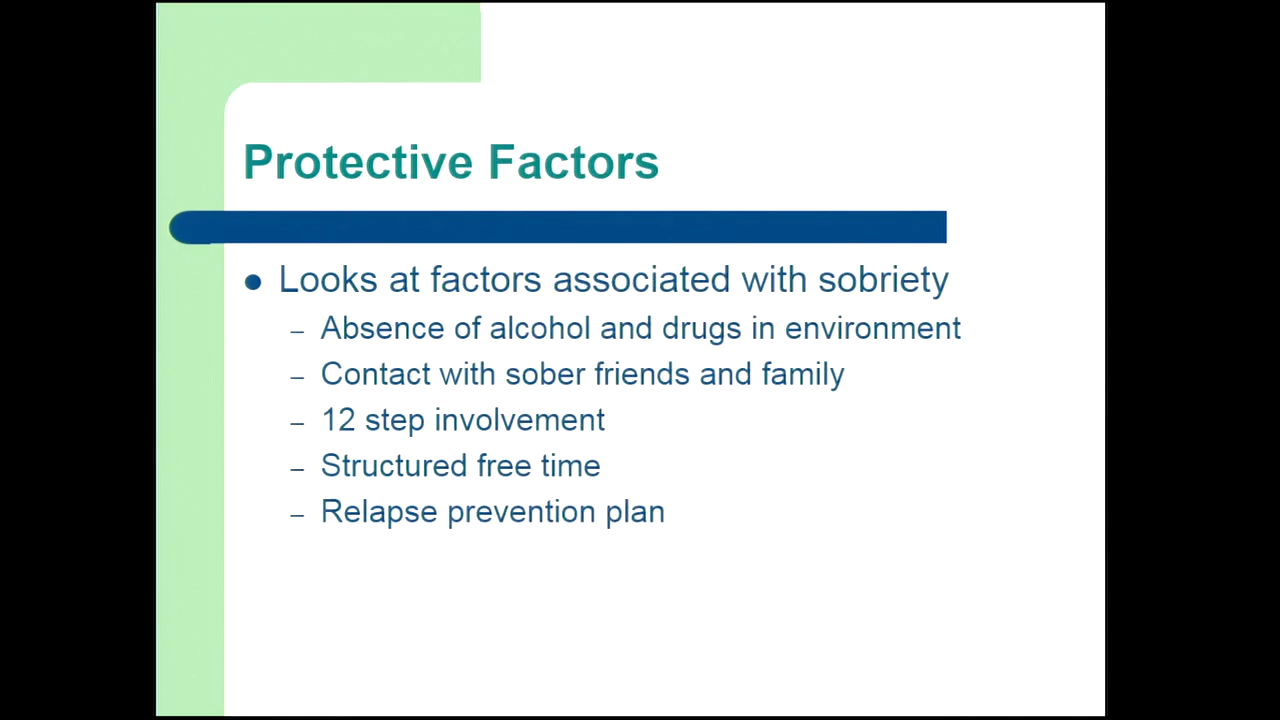 Protective Factors
● Looks at factors associated with sobriety
– Absence of alcohol and drugs in environment
– Contact with sober friends and family
– 12 step involvement
– Structured free time
– Relapse prevention plan